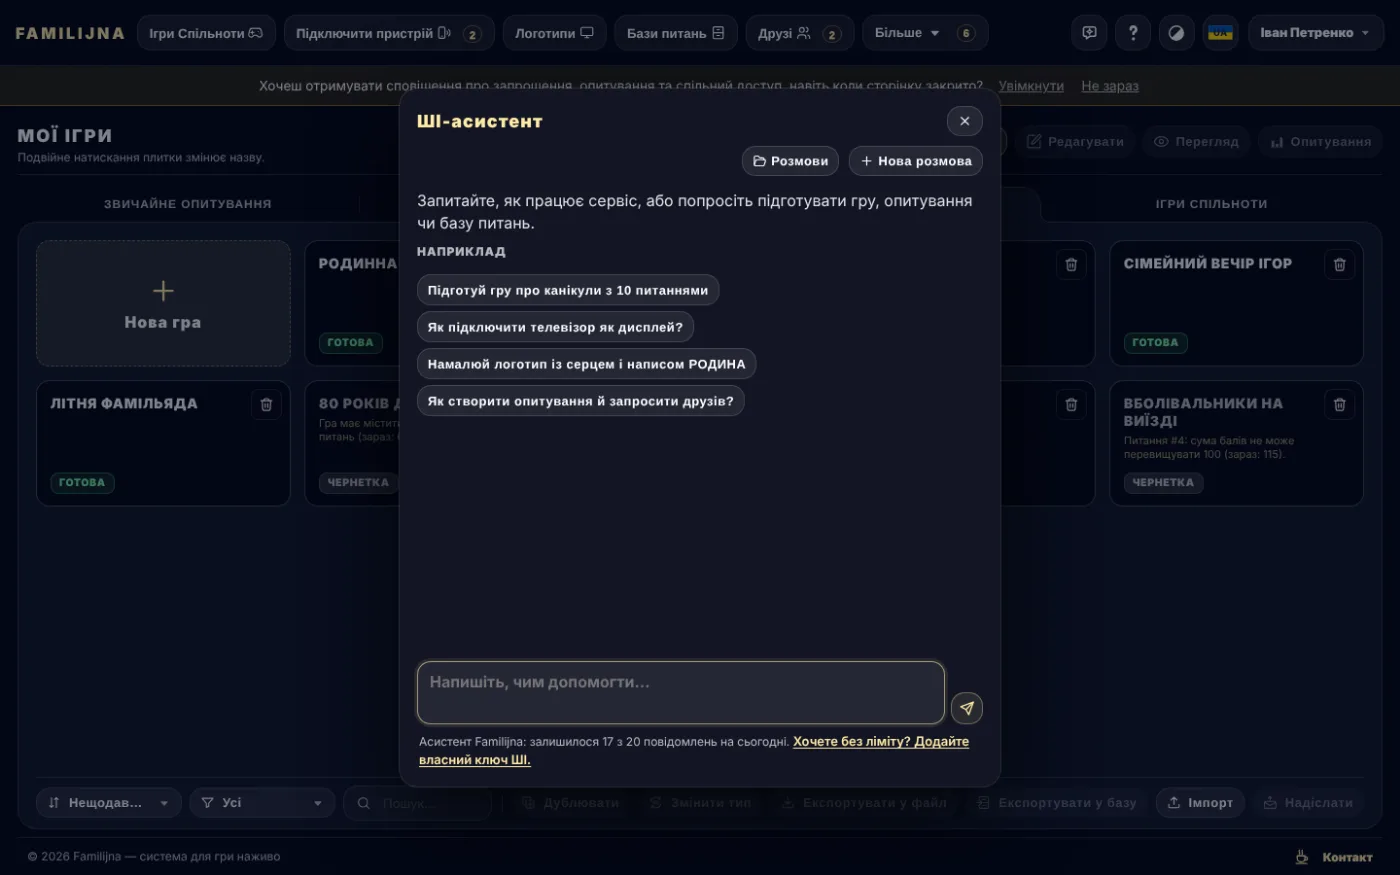 FAMILIJNA
Ігри Спільноти
Підключити пристрій 2
Логотипи
Бази питань
Друзі 2
Більше 6
?
Іван Петренко
Хочеш отримувати сповіщення про запрошення, опитування та спільний доступ, навіть коли сторінку закрито? Увімкнути Не зараз
МОЇ ІГРИ
Подвійне натискання плитки змінює назву.
Редагувати
Перегляд
Опитування
ЗВИЧАЙНЕ ОПИТУВАННЯ
ІГРИ СПІЛЬНОТИ
Нова гра
РОДИННА
ГОТОВА
СІМЕЙНИЙ ВЕЧІР ІГОР
ГОТОВА
ЛІТНЯ ФАМІЛЬЯДА
ГОТОВА
80 РОКІВ
Гра має
питань (зараз:
ЧЕРНЕТКА
ВБОЛІВАЛЬНИКИ НА
ВИЇЗДІ
Питання #4: сума балів не може
перевищувати 100 (зараз: 115).
ЧЕРНЕТКА
ШІ-асистент
Розмови
Нова розмова
Запитайте, як працює сервіс, або попросіть підготувати гру, опитування
чи базу питань.
НАПРИКЛАД
Підготуй гру про канікули з 10 питаннями
Як підключити телевізор як дисплей?
Намалюй логотип із серцем і написом РОДИНА
Як створити опитування й запросити друзів?
Напишіть, чим допомогти...
Асистент Familijna: залишилося 17 з 20 повідомлень на сьогодні. Хочете без ліміту? Додайте
власний ключ ШІ.
Нещодав...
Усі
Пошук...
Дублювати
Змінити тип
Експортувати у файл
Експортувати у базу
Імпорт
Надіслати
© 2026 Familijna — система для гри наживо
Контакт